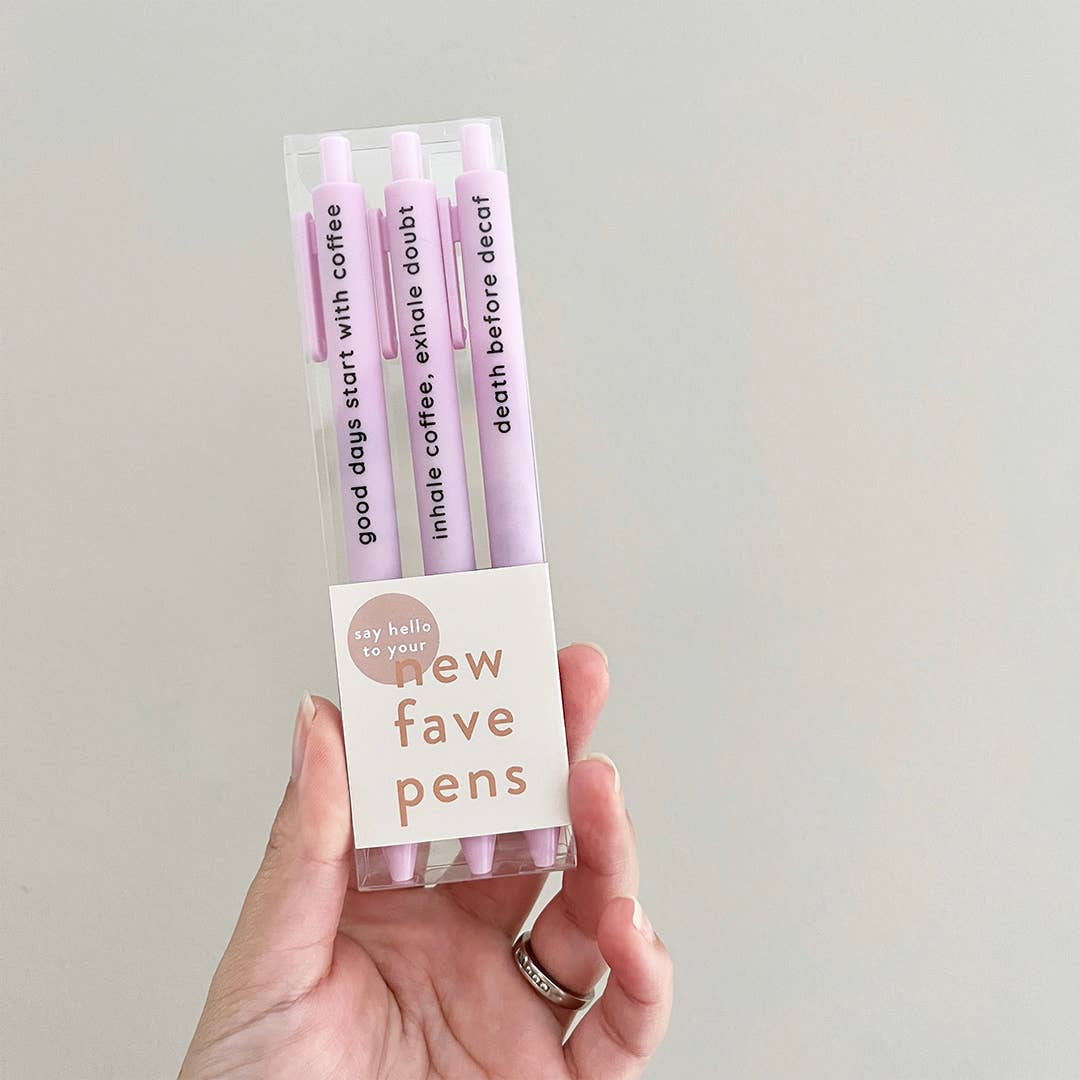 good days start with coffee
inhale coffee, exhale doubt
death before decaf
say hello
to your
new
fave
pens